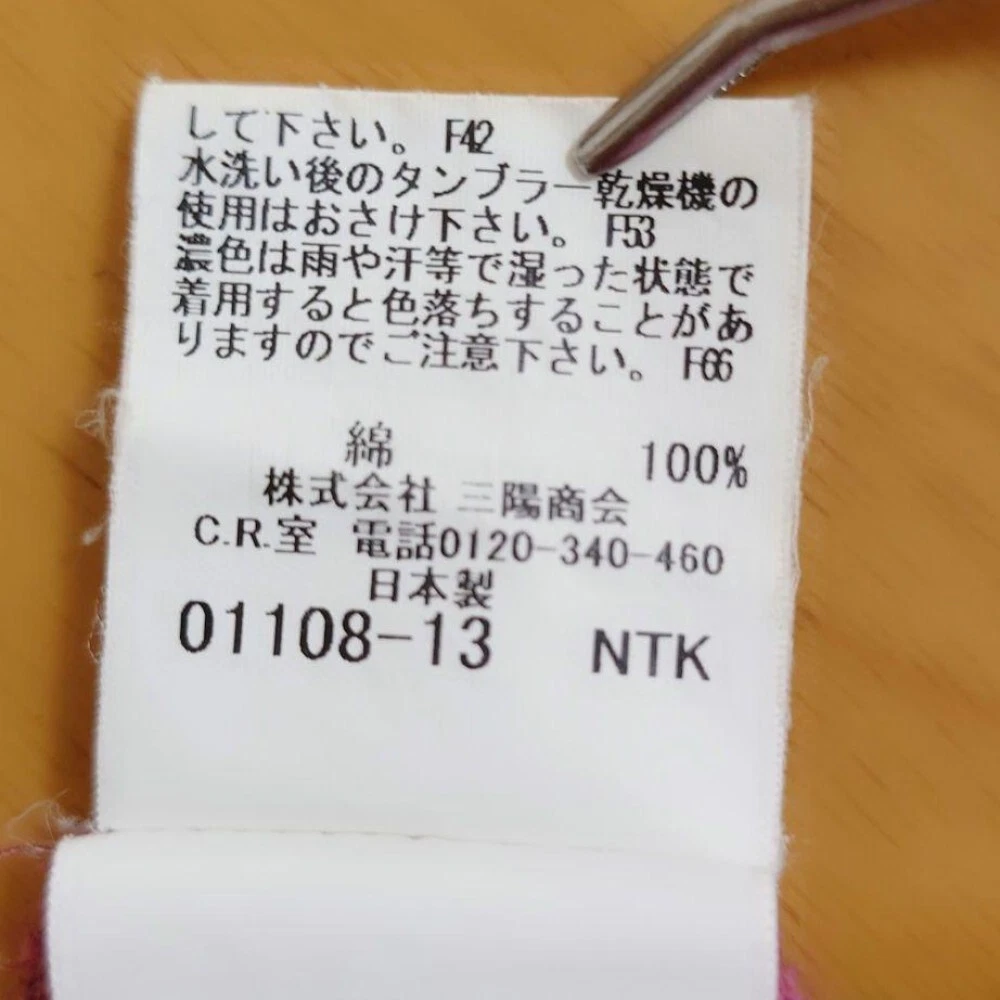 して下さい。 F42
水洗い後のタンブラー乾燥機の
使用はおさけ下さい。 F53
濃色は雨や汗等で湿った状態で
着用すると色落ちすることがあ
りますのでご注意下さい。 F66
綿 100%
株式会社 三陽商会
C.R.室 電話0120-340-460
日本製
01108-13 NTK